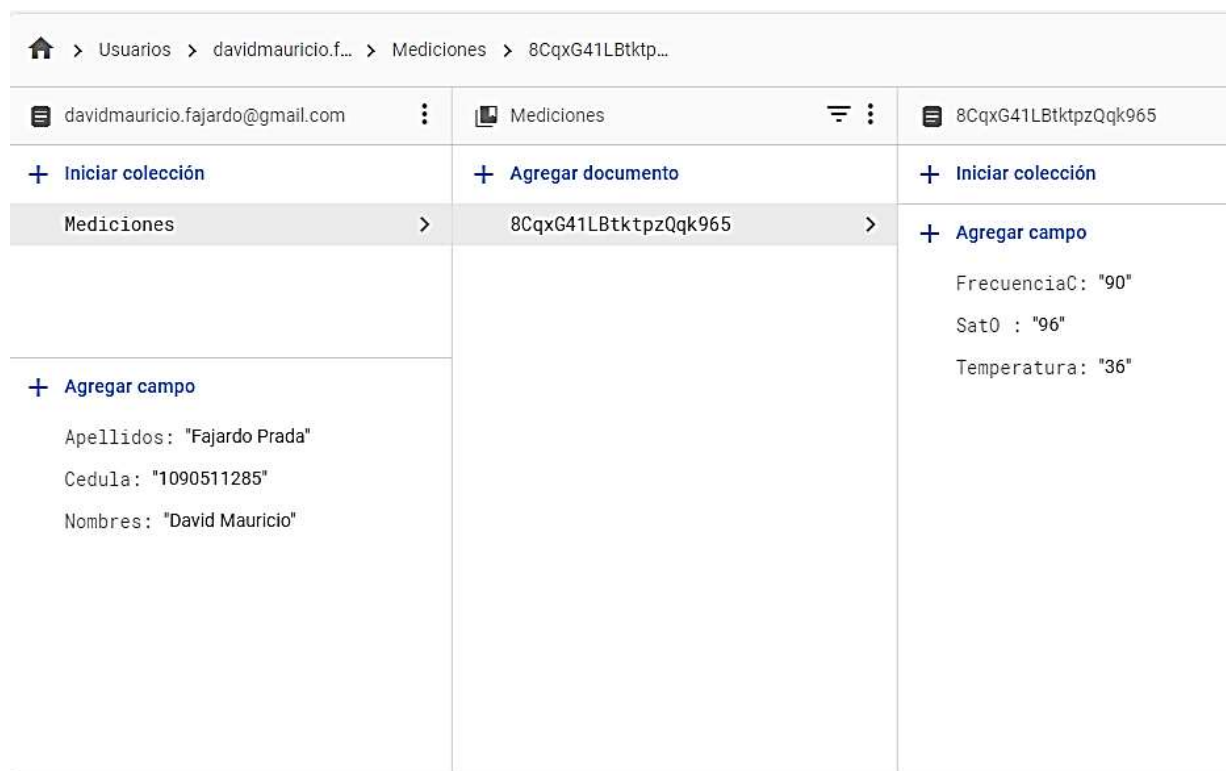 Usuarios > davidmauricio.f... > Mediciones > 8CqxG41LBtktp...
davidmauricio.fajardo@gmail.com
Iniciar colección
Mediciones
Agregar campo
Apellidos: "Fajardo Prada"
Cedula: "1090511285"
Nombres: "David Mauricio"
Mediciones
Agregar documento
8CqxG41LBtktpzQqk965
8CqxG41LBtktpzQqk965
Iniciar colección
Agregar campo
FrecuenciaC: "90"
SatO : "96"
Temperatura: "36"